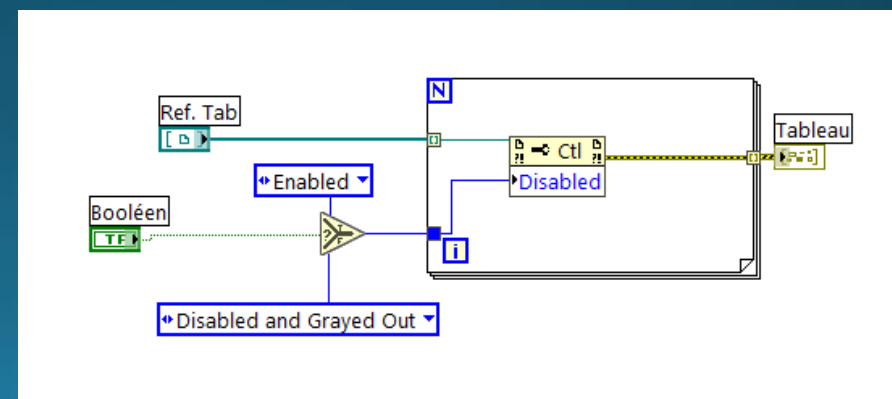 N
Ref. Tab
Ctl
Tableau
Enabled
Disabled
Booléen
TF
?
T
F
i
Disabled and Grayed Out